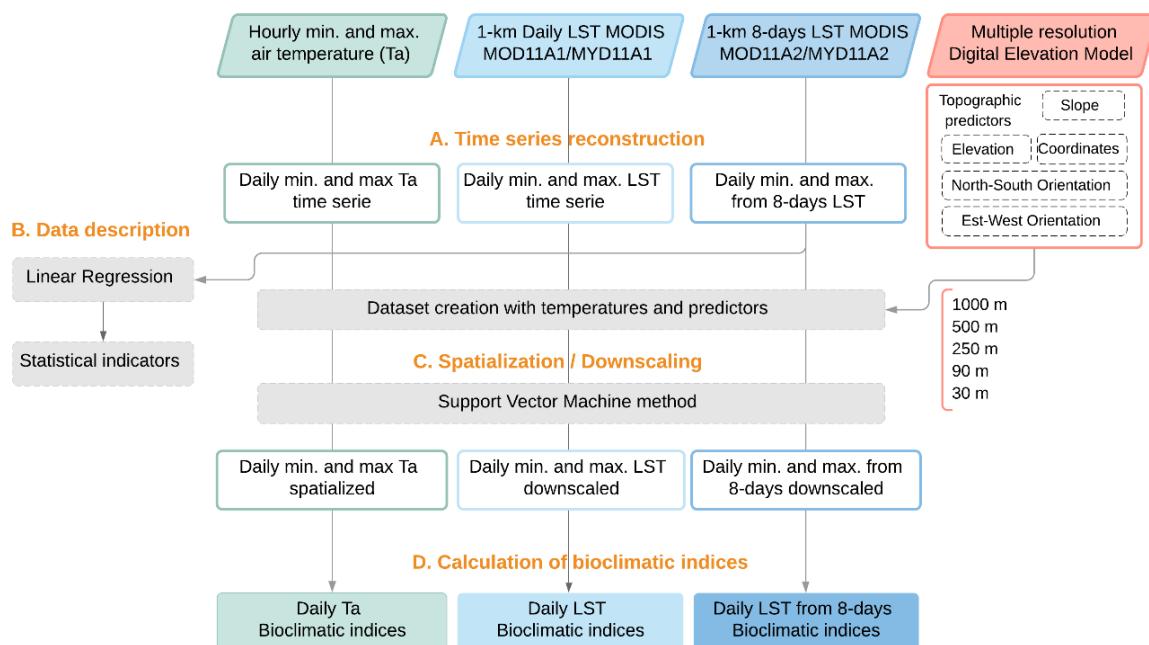 Hourly min. and max.
air temperature (Ta)
1-km Daily LST MODIS
MOD11A1/MYD11A1
1-km 8-days LST MODIS
MOD11A2/MYD11A2
Multiple resolution
Digital Elevation Model
Topographic
predictors
Slope
Elevation
Coordinates
North-South Orientation
Est-West Orientation
A. Time series reconstruction
Daily min. and max Ta
time serie
Daily min. and max. LST
time serie
Daily min. and max.
from 8-days LST
B. Data description
Linear Regression
Statistical indicators
Dataset creation with temperatures and predictors
1000 m
500 m
250 m
90 m
30 m
C. Spatialization / Downscaling
Support Vector Machine method
Daily min. and max Ta
spatialized
Daily min. and max. LST
downscaled
Daily min. and max. from
8-days downscaled
D. Calculation of bioclimatic indices
Daily Ta
Bioclimatic indices
Daily LST
Bioclimatic indices
Daily LST from 8-days
Bioclimatic indices